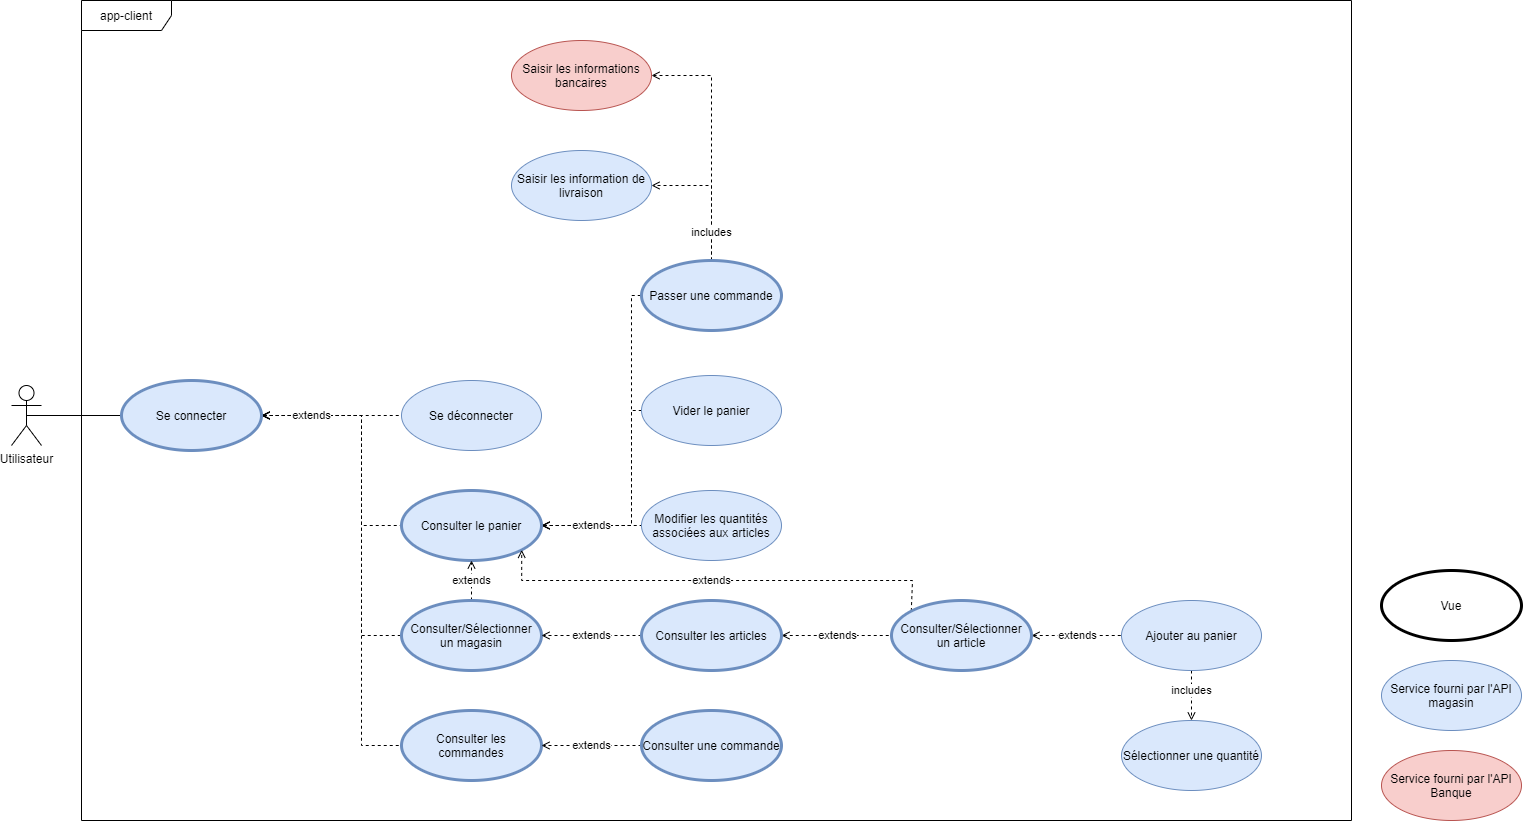 app-client
Saisir les informations
bancaires
Saisir les information de
livraison
includes
Passer une commande
Vider le panier
Se connecter
extends
Se déconnecter
Utilisateur
Consulter le panier
extends
Modifier les quantités
associées aux articles
extends
extends
Consulter/Sélectionner
un magasin
extends
Consulter les articles
extends
Consulter/Sélectionner
un article
extends
Ajouter au panier
includes
Consulter les
commandes
extends
Consulter une commande
Sélectionner une quantité
Vue
Service fourni par l'API
magasin
Service fourni par l'API
Banque